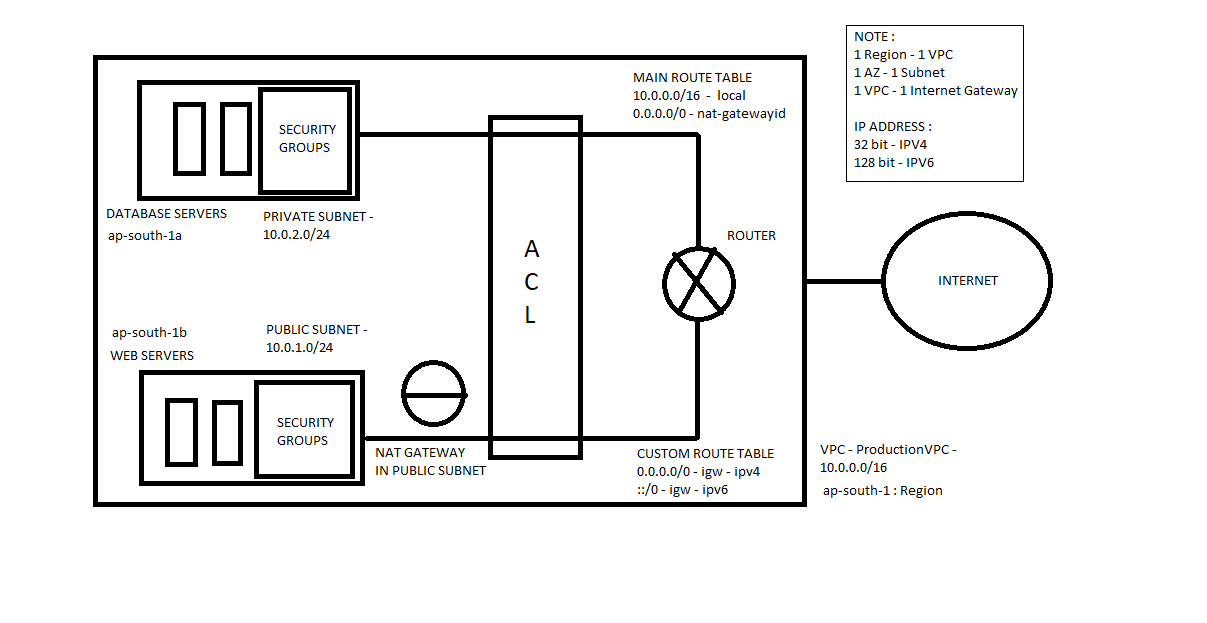 NOTE :
1 Region - 1 VPC
1 AZ - 1 Subnet
1 VPC - 1 Internet Gateway
IP ADDRESS :
32 bit - IPV4
128 bit - IPV6
MAIN ROUTE TABLE
10.0.0.0/16 - local
0.0.0.0/0 - nat-gatewayid
SECURITY
GROUPS
DATABASE SERVERS
ap-south-1a
PRIVATE SUBNET -
10.0.2.0/24
A
C
L
ROUTER
INTERNET
ap-south-1b
WEB SERVERS
PUBLIC SUBNET -
10.0.1.0/24
SECURITY
GROUPS
NAT GATEWAY
IN PUBLIC SUBNET
CUSTOM ROUTE TABLE
0.0.0.0/0 - igw - ipv4
::/0 - igw - ipv6
VPC - ProductionVPC -
10.0.0.0/16
ap-south-1 : Region